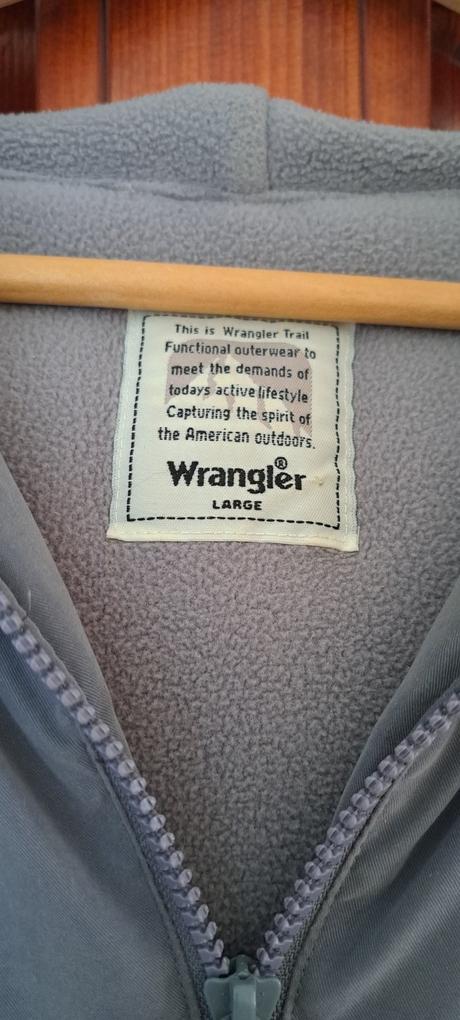 This is Wrangler Trail
Functional outerwear to
meet the demands of
todays active lifestyle
Capturing the spirit of
the American outdoors.
Wrangler®
LARGE